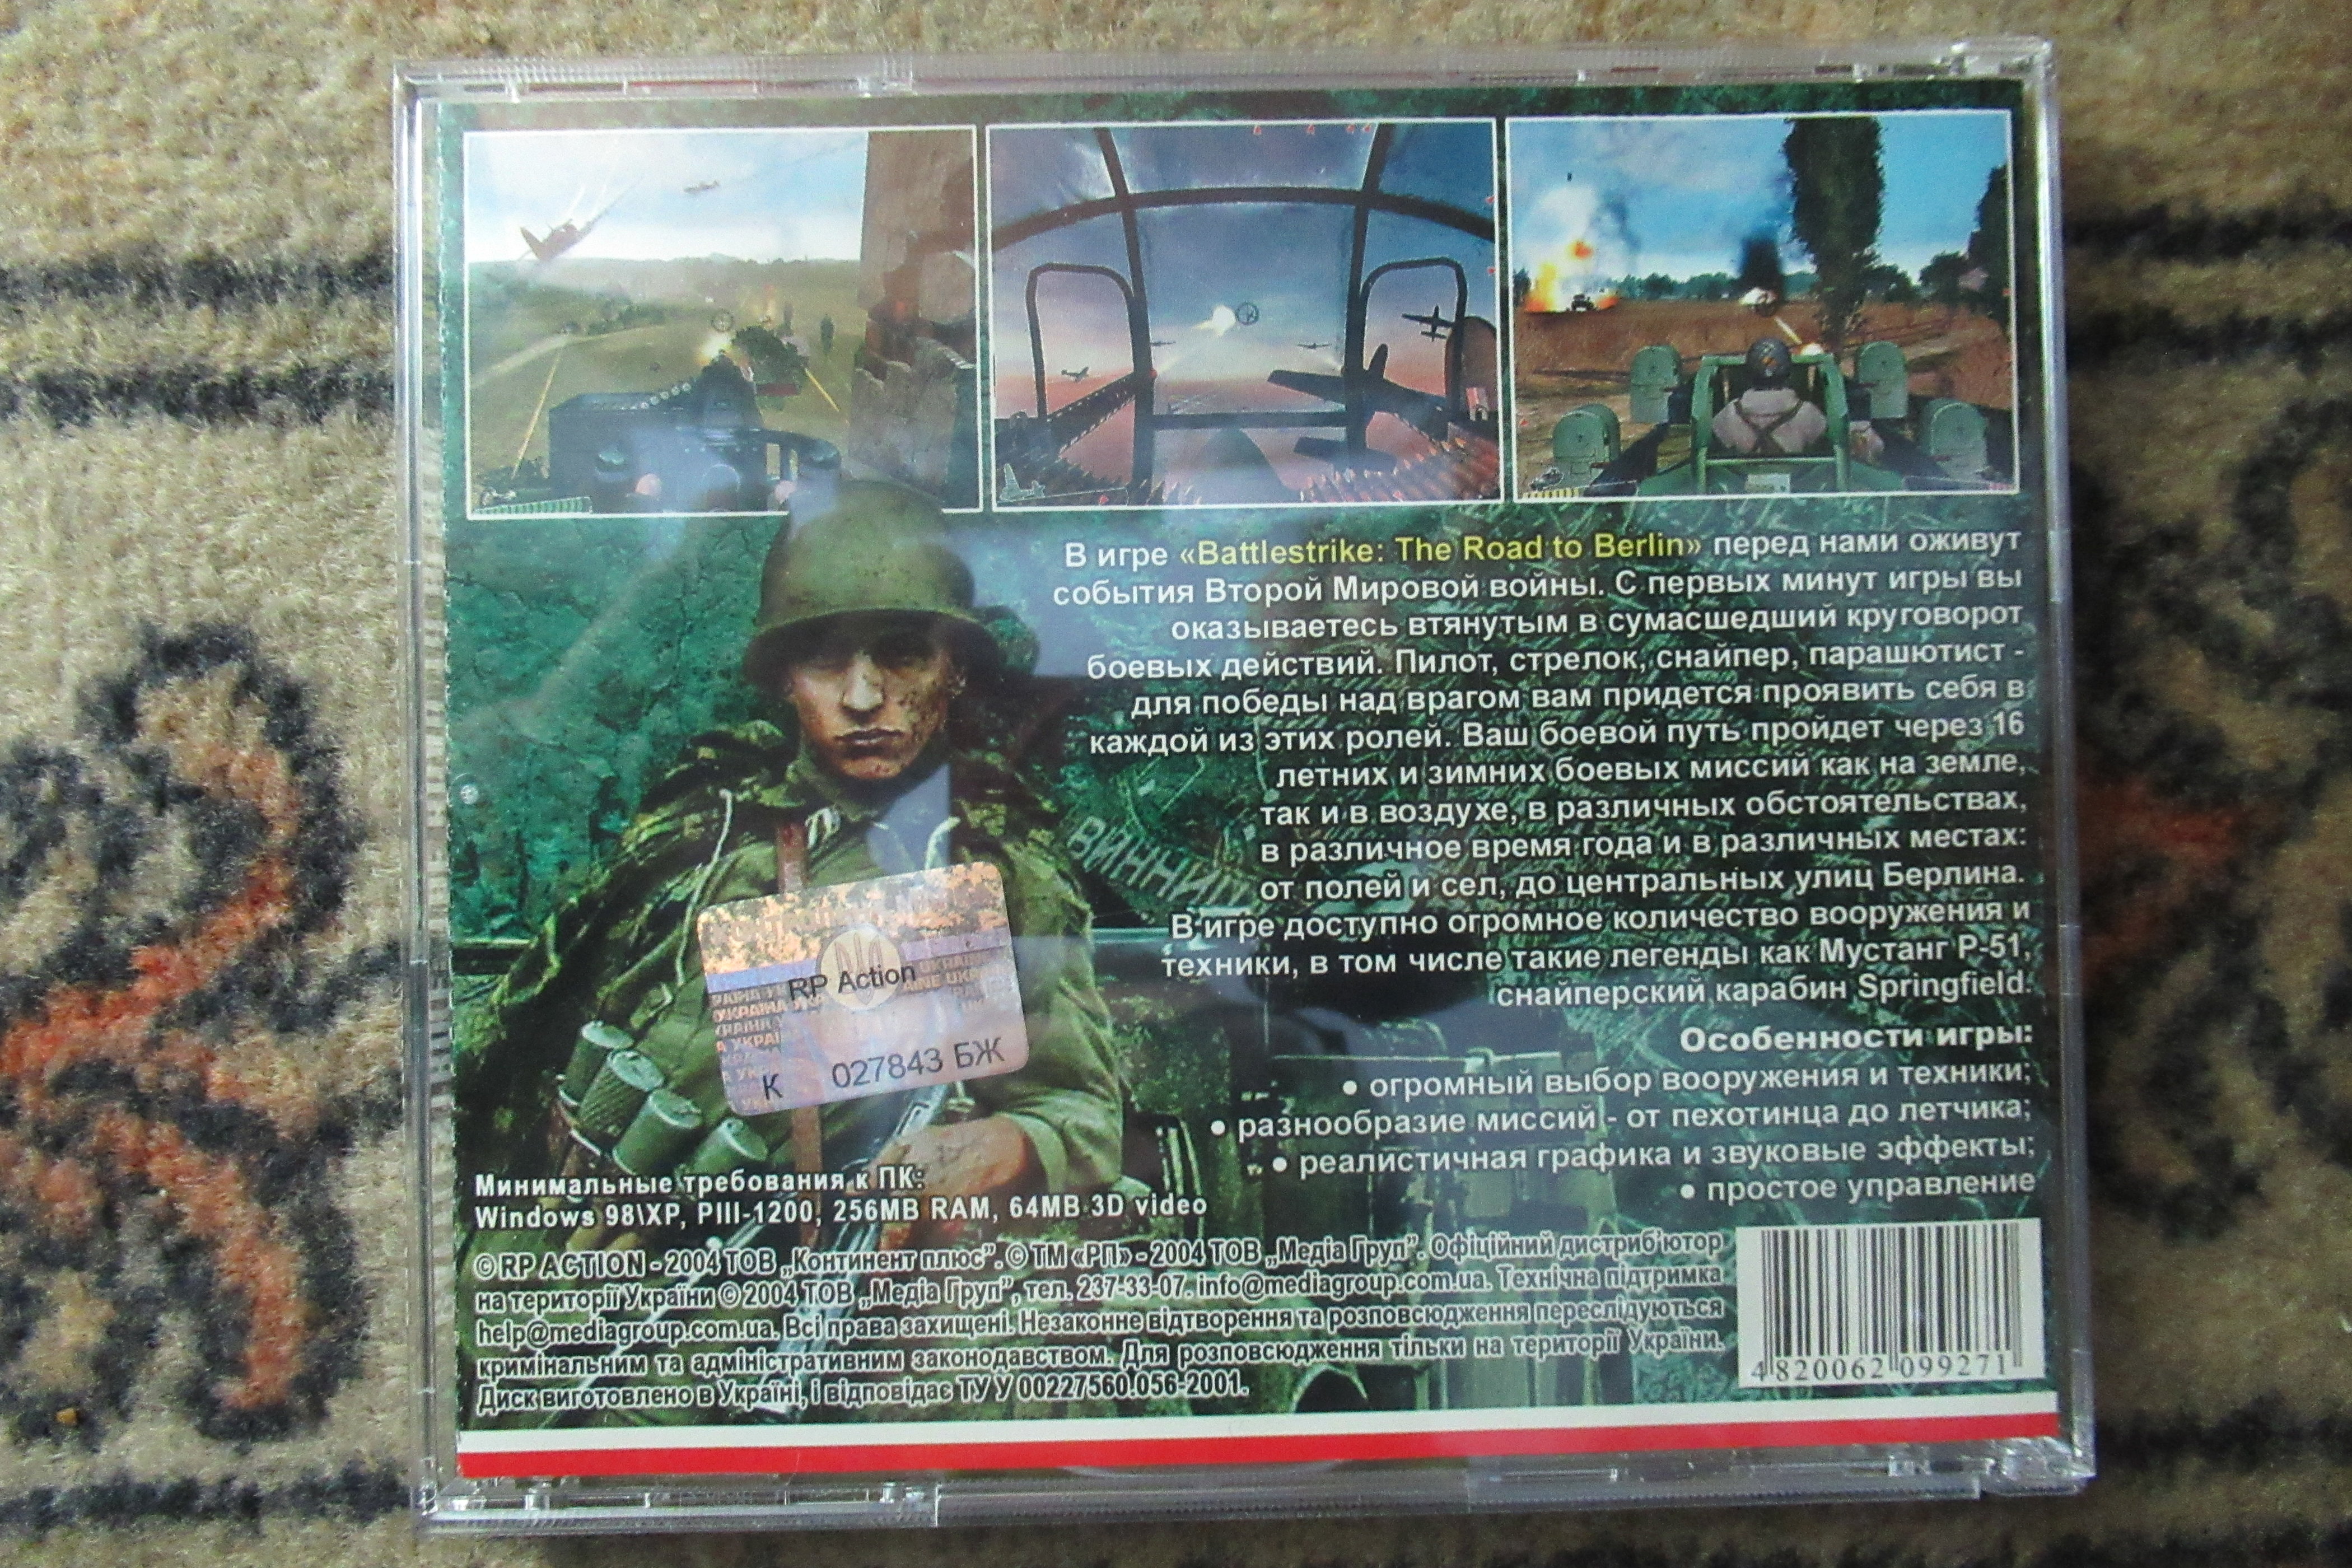 В игре «Battlestrike: The Road to Berlin» перед нами оживут
события Второй Мировой войны. С первых минут игры вы
оказываетесь втянутым в сумасшедший круговорот
боевых действий. Пилот, стрелок, снайпер, парашютист -
для победы над врагом вам придется проявить себя в
каждой из этих ролей. Ваш боевой путь пройдет через 16
летних и зимних боевых миссий как на земле,
так и в воздухе, в различных обстоятельствах,
в различное время года и в различных местах:
от полей и сел, до центральных улиц Берлина.
В игре доступно огромное количество вооружения и
техники, в том числе такие легенды как Мустанг Р-51,
снайперский карабин Springfield.
Особенности игры:
● огромный выбор вооружения и техники;
● разнообразие миссий - от пехотинца до летчика;
● реалистичная графика и звуковые эффекты;
● простое управление
RP Action
К 027843 БЖ
Минимальные требования к ПК:
Windows 98\XP, PIII-1200, 256MB RAM, 64MB 3D video
© RP ACTION - 2004 ТОВ „Континент плюс”. © ТМ «РП» - 2004 ТОВ „Медіа Груп”. Офіційний дистриб'ютор
на території України © 2004 ТОВ „Медіа Груп”, тел. 237-33-07. info@mediagroup.com.ua. Технічна підтримка
help@mediagroup.com.ua. Всі права захищені. Незаконне відтворення та розповсюдження переслідуються
кримінальним та адміністративним законодавством. Для розповсюдження тільки на території України.
Диск виготовлено в Україні, і відповідає ТУ У 00227560.056-2001.
4 820062 099271